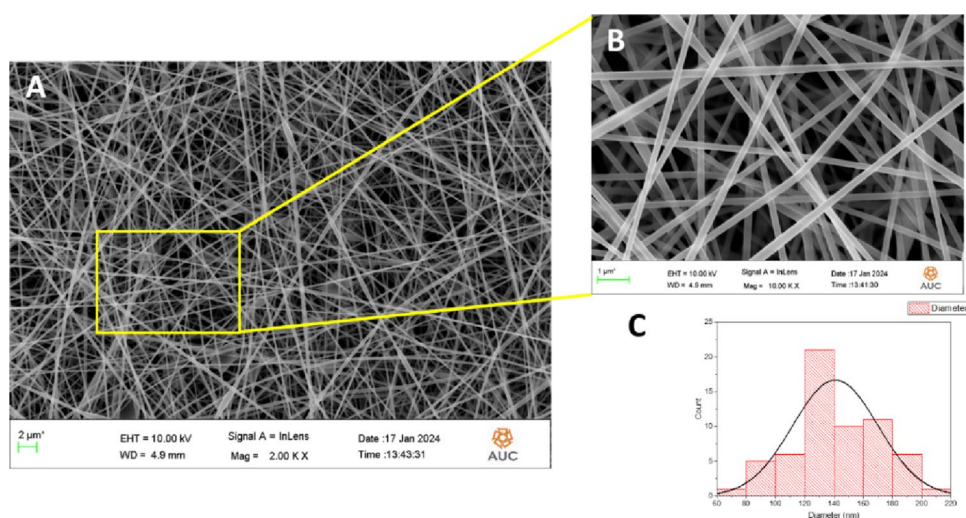 A
2 µm*
EHT = 10.00 kV
WD = 4.9 mm
Signal A = InLens
Mag = 2.00 K X
Date :17 Jan 2024
Time :13:43:31
AUC
B
1 µm*
EHT = 10.00 kV
WD = 4.9 mm
Signal A = InLens
Mag = 10.00 K X
Date :17 Jan 2024
Time :13:41:30
AUC
C
Diameter
25
20
15
10
5
0
Count
60 80 100 120 140 160 180 200 220
Diameter (nm)